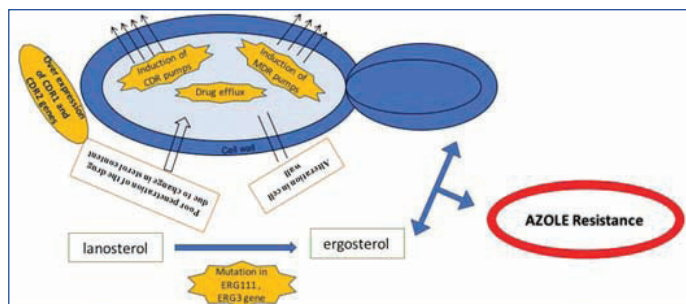 Over expression
of CDR1 and
CDR2 genes
Induction of
CDR pumps
Induction of
MDR pumps
Drug efflux
Cell wall
Poor penetration of the drug
due to change in sterol content
Alteration in cell
wall
lanosterol
ergosterol
Mutation in
ERG111,
ERG3 gene
AZOLE Resistance